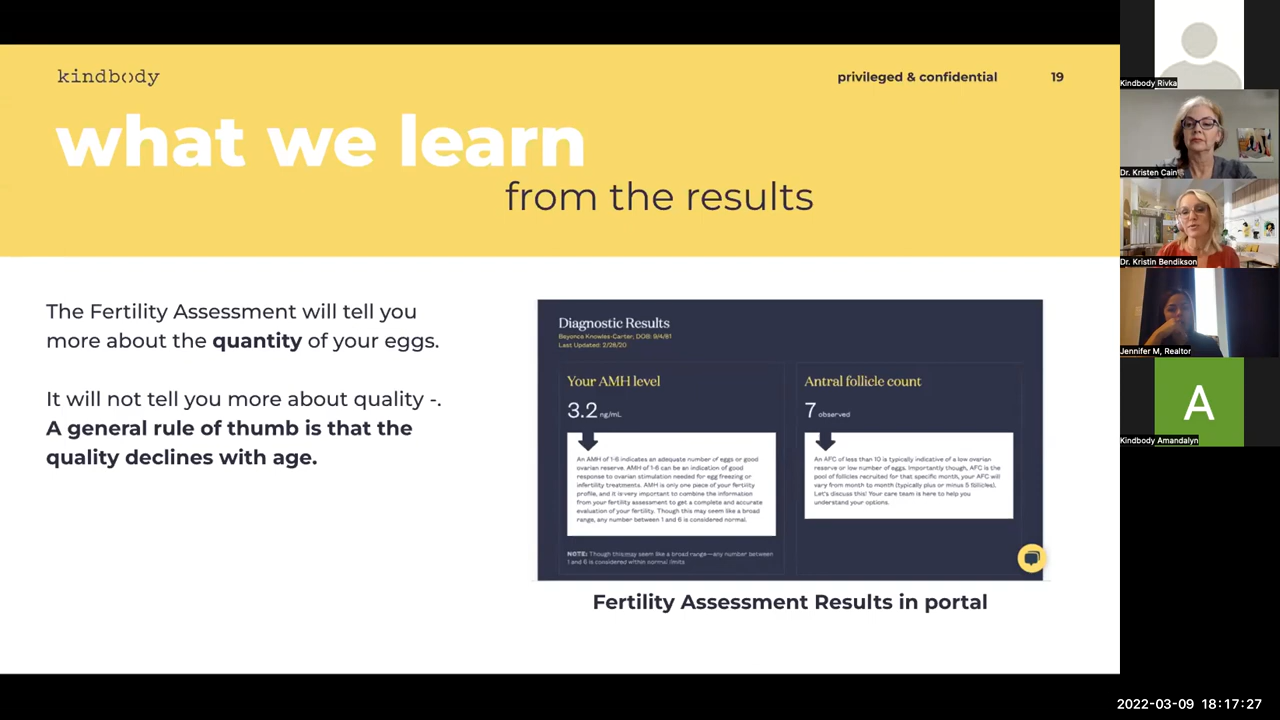 kindbody
privileged & confidential
19
what we learn
from the results
The Fertility Assessment will tell you
more about the quantity of your eggs.
It will not tell you more about quality -.
A general rule of thumb is that the
quality declines with age.
Diagnostic Results
Beyonce Knowles-Carter; DOB: 9/4/81
Last Updated: 2/26/20
Your AMH level
3.2 ng/mL
An AMH of 1-6 indicates an adequate number of eggs or good
ovarian reserve. AMH of 1-6 can be an indication of good
response to ovarian stimulation needed for egg freezing or
infertility treatments. AMH is only one piece of your fertility
profile, and it is very important to combine the information
from your fertility assessment to get a complete and accurate
evaluation of your fertility. Though this may seem like a broad
range, any number between 1 and 6 is considered normal.
NOTE: Though this may seem like a broad range—any number between
1 and 6 is considered within normal limits
Antral follicle count
7 observed
An AFC of less than 10 is typically indicative of a low ovarian
reserve or low number of eggs. Importantly though, AFC is the
pool of follicles recruited for that specific month, your AFC will
vary from month to month (typically plus or minus 5 follicles).
Let's discuss this! Your care team is here to help you
understand your options.
Fertility Assessment Results in portal
Kindbody Rivka
Dr. Kristen Cain
Dr. Kristin Bendikson
Jennifer M, Realtor
A
Kindbody Amandalyn
2022-03-09 18:17:27